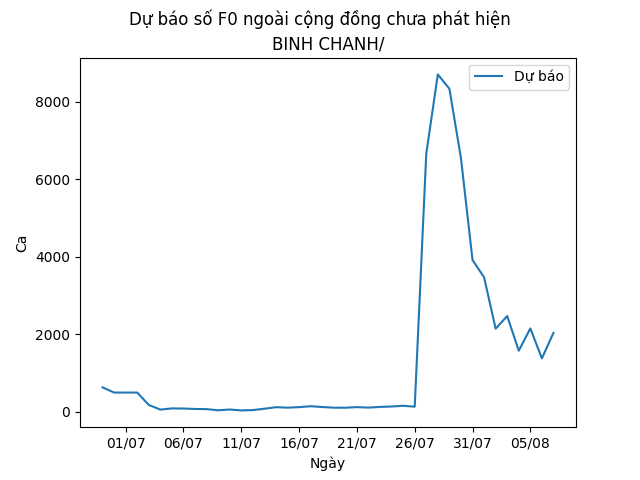 Dự báo số F0 ngoài cộng đồng chưa phát hiện
BINH CHANH/
Dự báo
8000
6000
4000
2000
0
Ca
01/07 06/07 11/07 16/07 21/07 26/07 31/07 05/08
Ngày